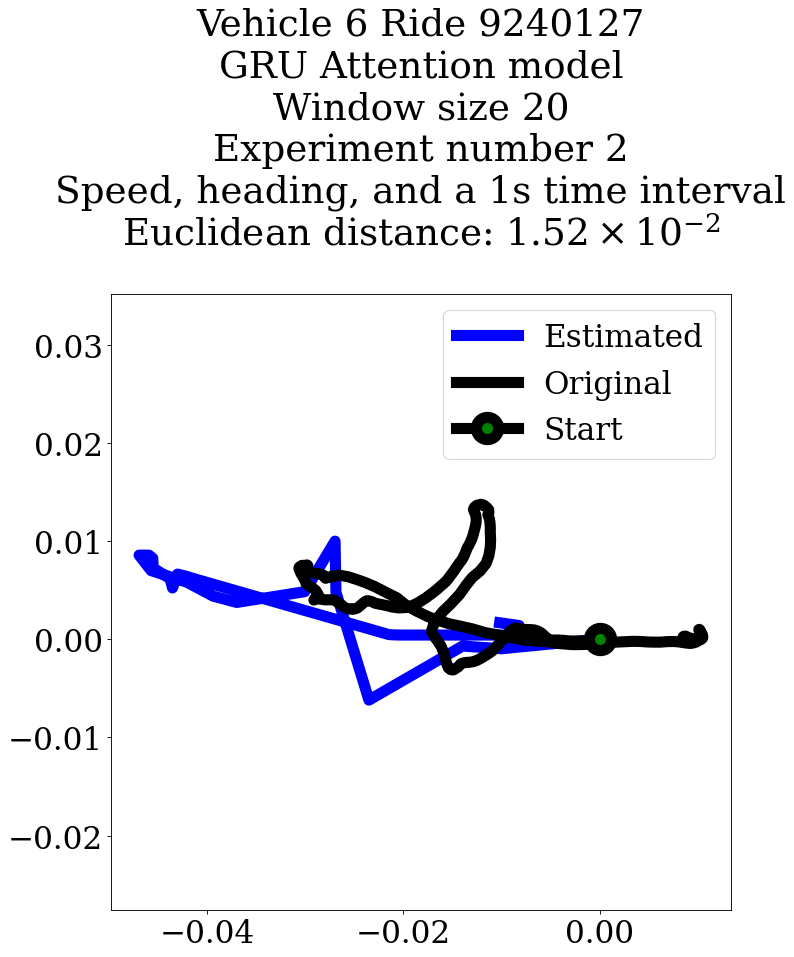 Vehicle 6 Ride 9240127
GRU Attention model
Window size 20
Experiment number 2
Speed, heading, and a 1s time interval
Euclidean distance: 1.52 × 10⁻²
Estimated
Original
Start
0.03
0.02
0.01
0.00
−0.01
−0.02
−0.04
−0.02
0.00